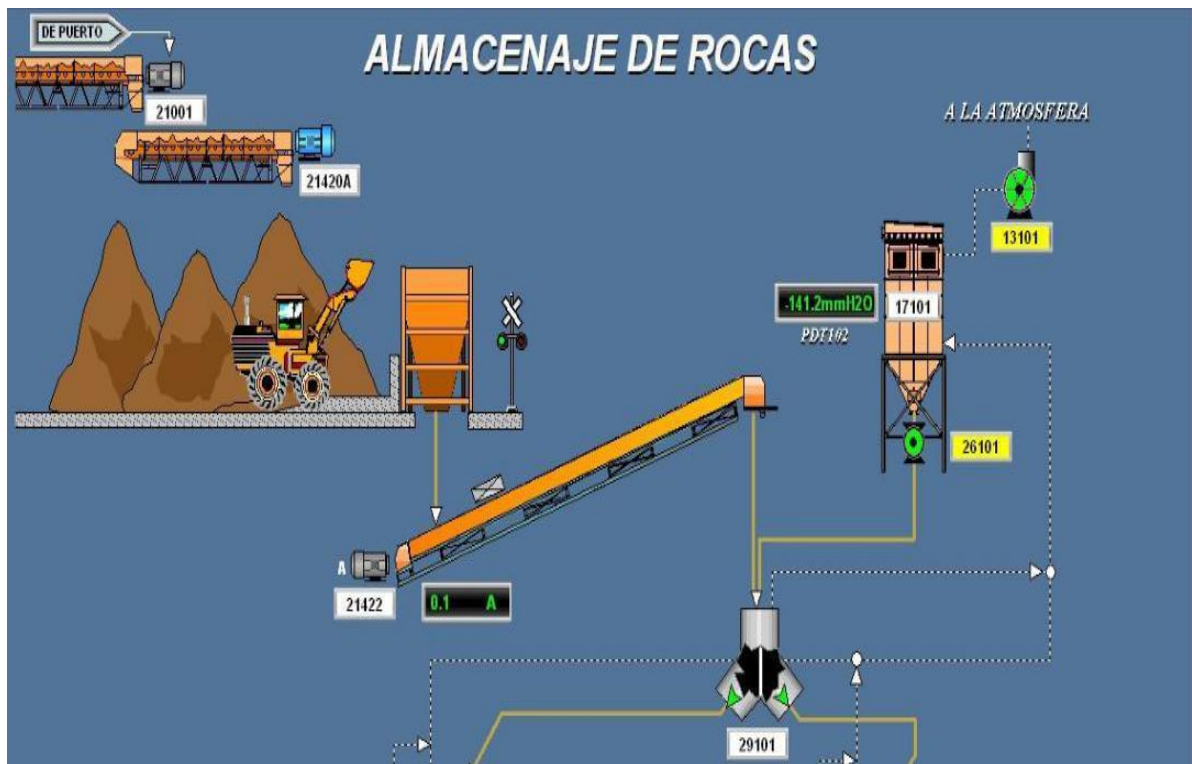 DE PUERTO
ALMACENAJE DE ROCAS
21001
A LA ATMOSFERA
21420A
13101
-141.2mmH2O
17101
PDT102
26101
A
21422
0.1 A
29101